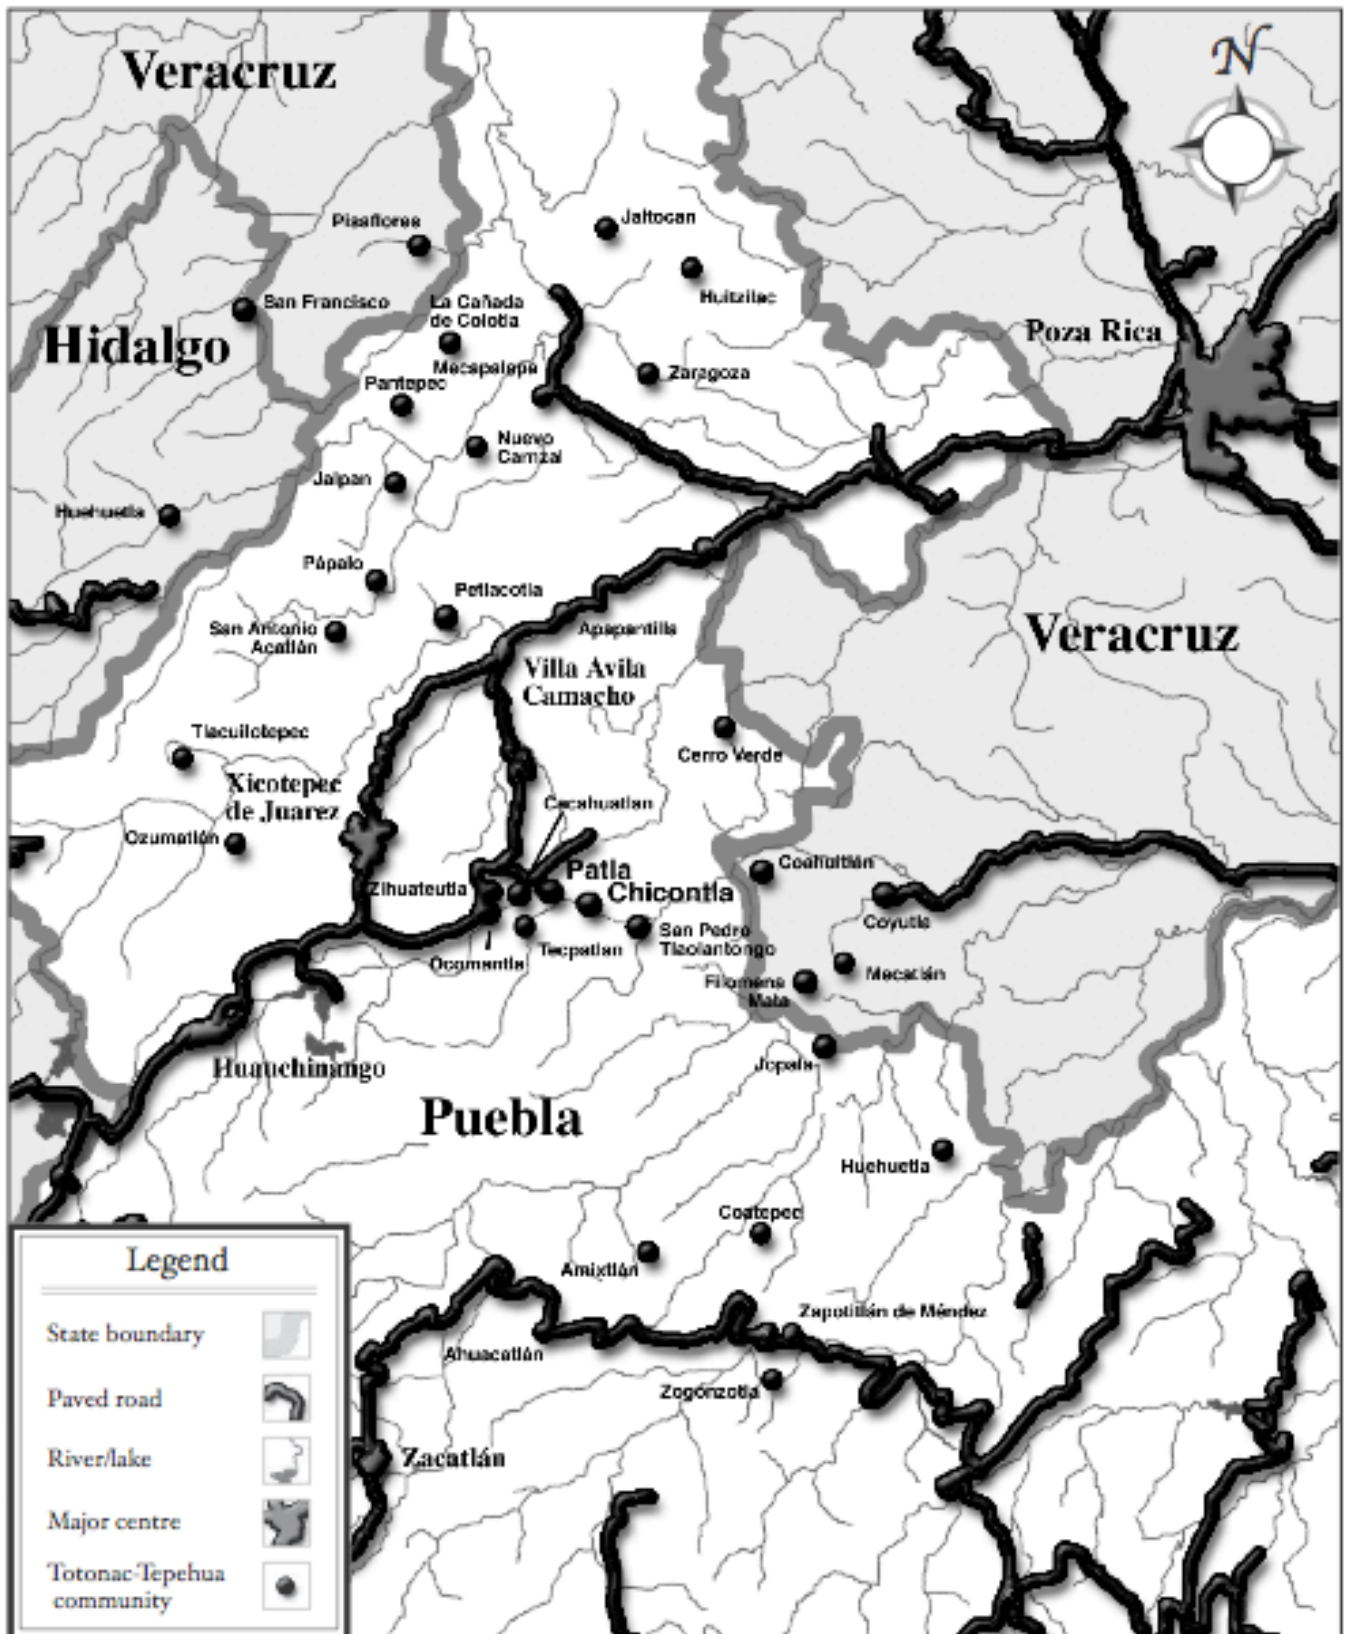 N
Veracruz
Pisaflores
Jaltocan
Huitzilac
San Francisco
La Cañada
de Colotla
Hidalgo
Poza Rica
Mecapalapa
Zaragoza
Pantepec
Nuevo
Carrizal
Jalpan
Huehuetla
Pápalo
Petlacotla
San Antonio
Acatlán
Apapantilla
Veracruz
Villa Avila
Camacho
Tlacuilotepec
Cerro Verde
Xicotepec
de Juarez
Cacahuatlan
Ozumatlán
Coahuitlán
Patla
Zihuateutla
Chicontla
Coyutla
San Pedro
Tlaolantongo
Tecpatlan
Ocomantla
Mecatlán
Filomeno
Mata
Jopala
Huauchinango
Puebla
Huehuetla
Coatepec
Amixtlán
Zapotitlán de Méndez
Ahuacatlán
Zogonzotla
Zacatlán
Legend
State boundary
Paved road
River/lake
Major centre
Totonac-Tepehua
community